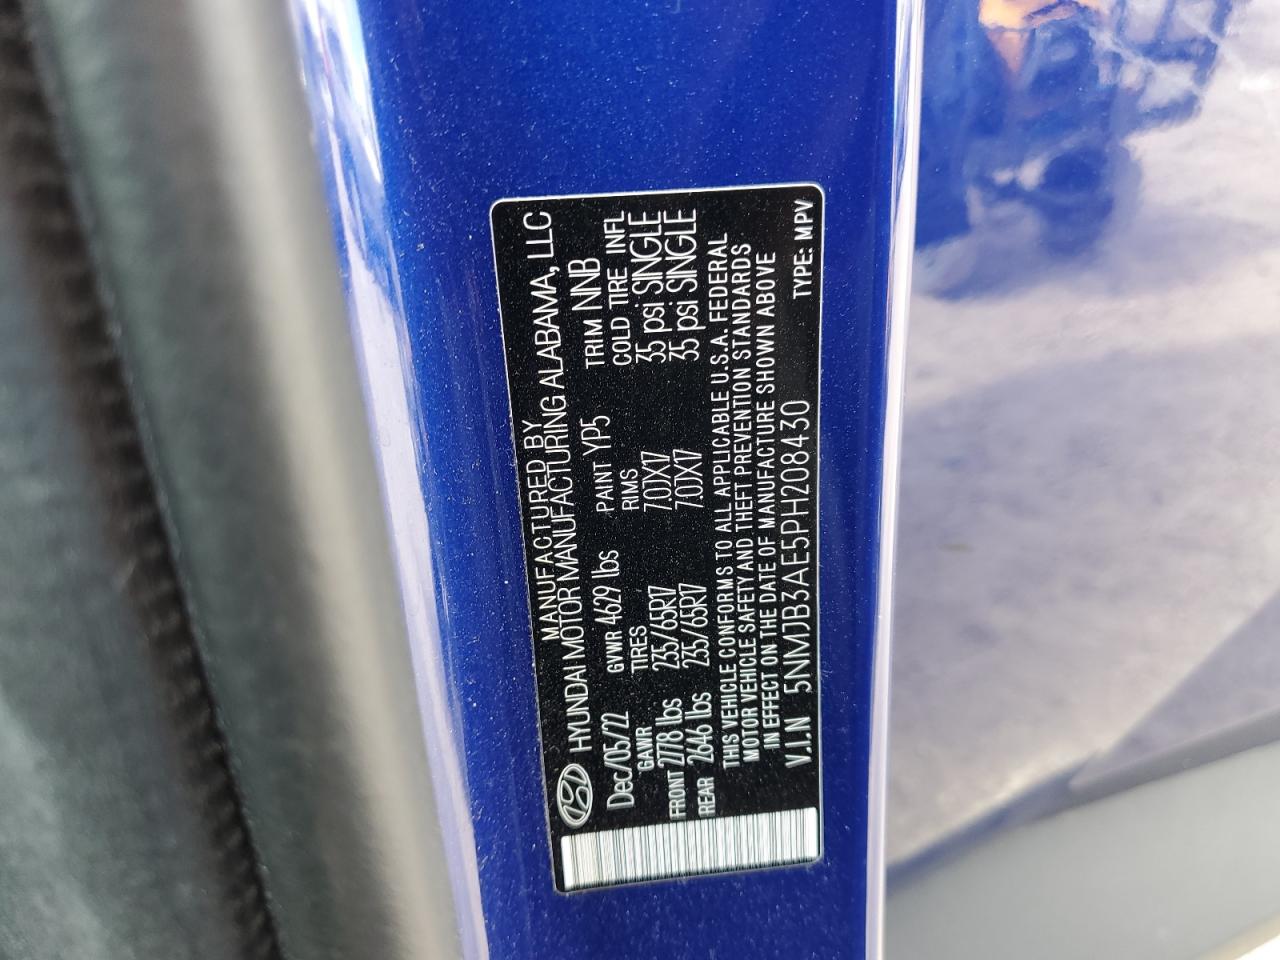 MANUFACTURED BY
HYUNDAI MOTOR MANUFACTURING ALABAMA, LLC
Dec/05/22 GVWR 4629 lbs PAINT YP5 TRIM NNB
GAWR TIRES RIMS COLD TIRE INFL
FRONT 2778 lbs 235/65R17 7.0JX17 35 psi SINGLE
REAR 2646 lbs 235/65R17 7.0JX17 35 psi SINGLE
THIS VEHICLE CONFORMS TO ALL APPLICABLE U.S.A. FEDERAL
MOTOR VEHICLE SAFETY AND THEFT PREVENTION STANDARDS
IN EFFECT ON THE DATE OF MANUFACTURE SHOWN ABOVE
V.I.N 5NMJB3AE5PH208430 TYPE: MPV